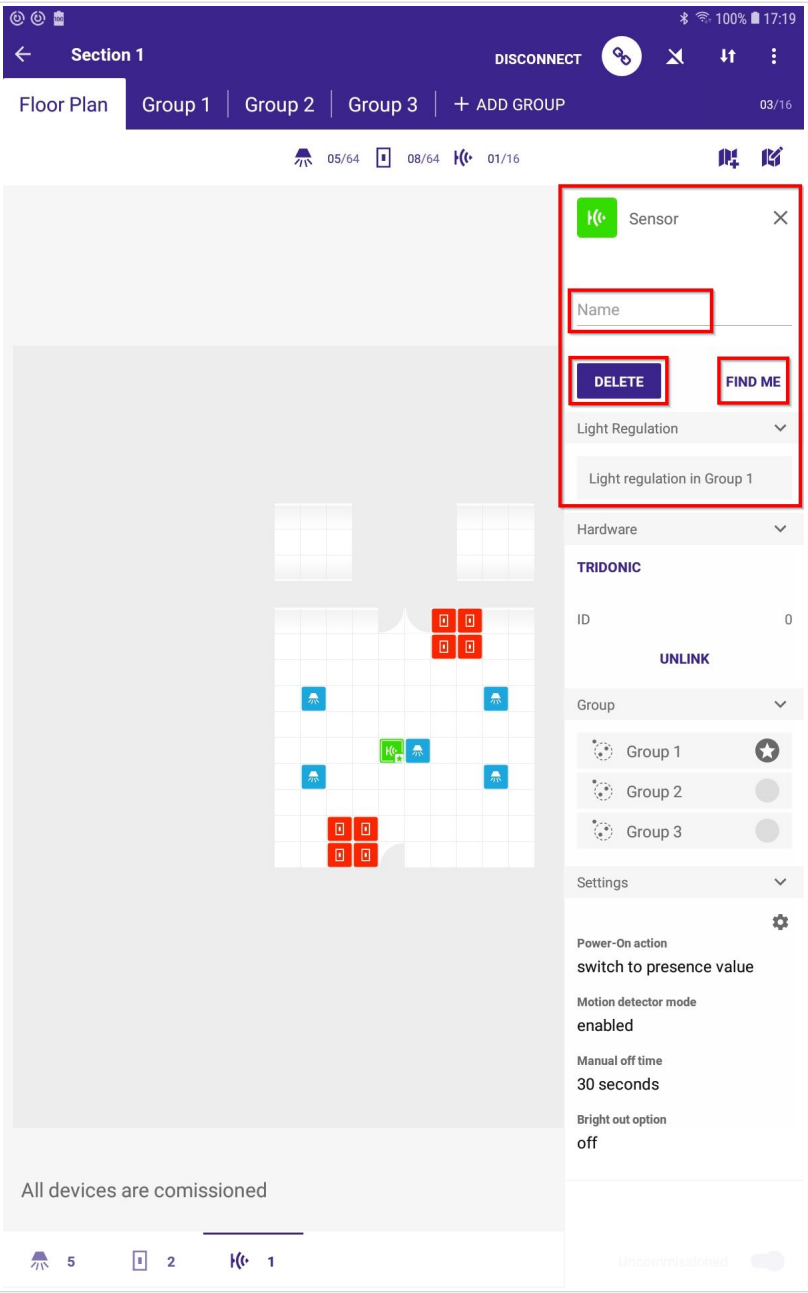 100% 17:19
Section 1
DISCONNECT
Floor Plan Group 1 Group 2 Group 3 + ADD GROUP 03/16
05/64 08/64 01/16
Sensor
Name
DELETE FIND ME
Light Regulation
Light regulation in Group 1
Hardware
TRIDONIC
ID 0
UNLINK
Group
Group 1
Group 2
Group 3
Settings
Power-On action
switch to presence value
Motion detector mode
enabled
Manual off time
30 seconds
Bright out option
off
All devices are comissioned
5 2 1
Uncommissioned